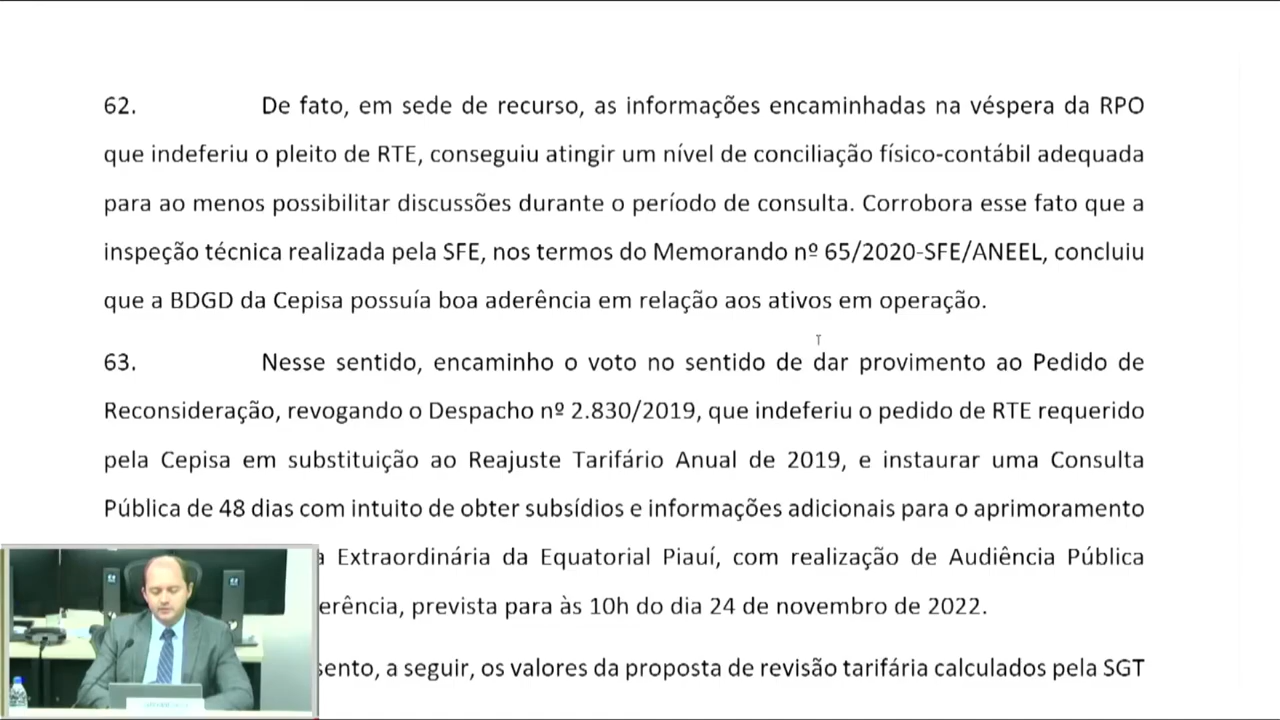 62. De fato, em sede de recurso, as informações encaminhadas na véspera da RPO
que indeferiu o pleito de RTE, conseguiu atingir um nível de conciliação físico-contábil adequada
para ao menos possibilitar discussões durante o período de consulta. Corrobora esse fato que a
inspeção técnica realizada pela SFE, nos termos do Memorando nº 65/2020-SFE/ANEEL, concluiu
que a BDGD da Cepisa possuía boa aderência em relação aos ativos em operação.
63. Nesse sentido, encaminho o voto no sentido de dar provimento ao Pedido de
Reconsideração, revogando o Despacho nº 2.830/2019, que indeferiu o pedido de RTE requerido
pela Cepisa em substituição ao Reajuste Tarifário Anual de 2019, e instaurar uma Consulta
Pública de 48 dias com intuito de obter subsídios e informações adicionais para o aprimoramento
a Extraordinária da Equatorial Piauí, com realização de Audiência Pública
erência, prevista para às 10h do dia 24 de novembro de 2022.
sento, a seguir, os valores da proposta de revisão tarifária calculados pela SGT